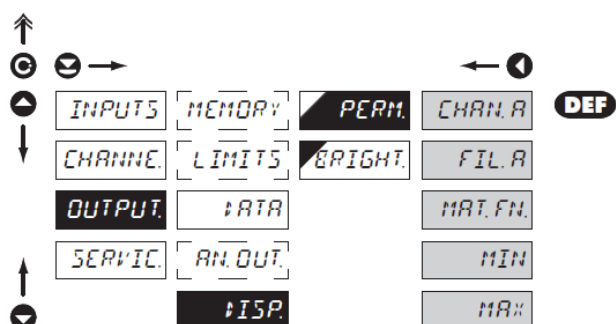 INPUTS MEMORY PERM. CHAN. A DEF
CHANNE. LIMITS BRIGHT. FIL. A
OUTPUT. DATA MAT. FN.
SERVIC. AN. OUT. MIN
DISP. MAX